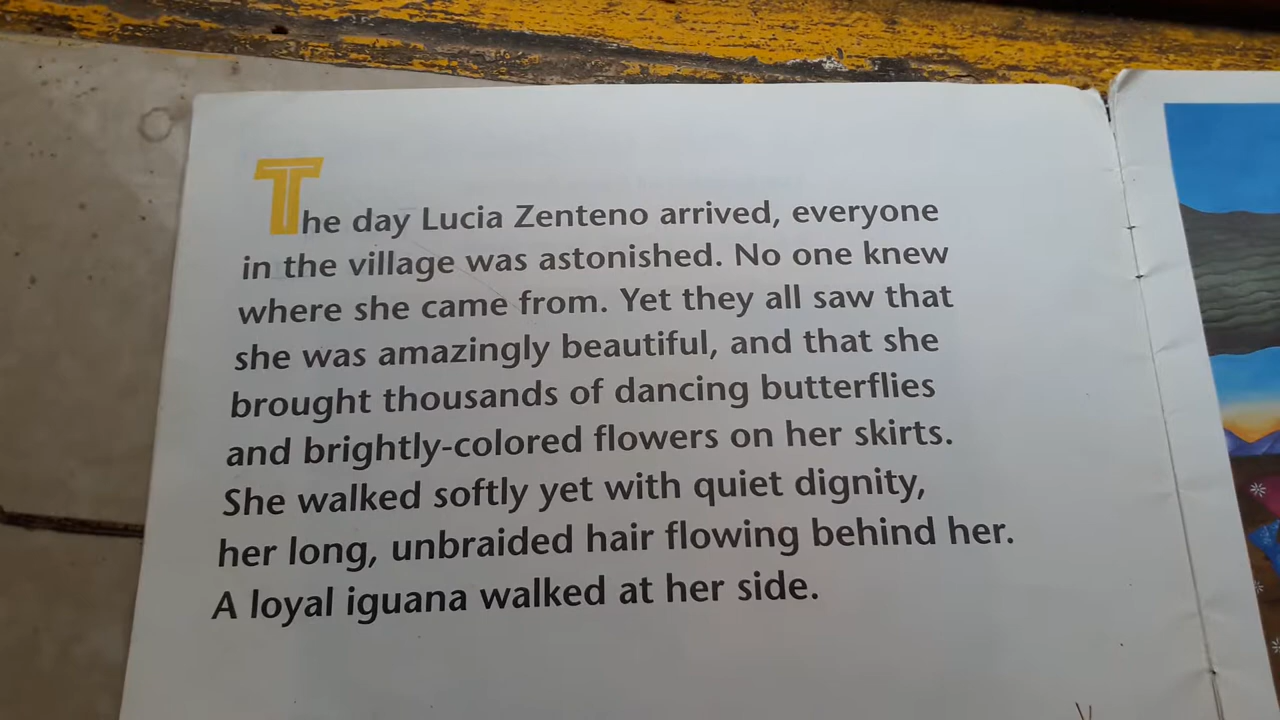 The day Lucia Zenteno arrived, everyone
in the village was astonished. No one knew
where she came from. Yet they all saw that
she was amazingly beautiful, and that she
brought thousands of dancing butterflies
and brightly-colored flowers on her skirts.
She walked softly yet with quiet dignity,
her long, unbraided hair flowing behind her.
A loyal iguana walked at her side.